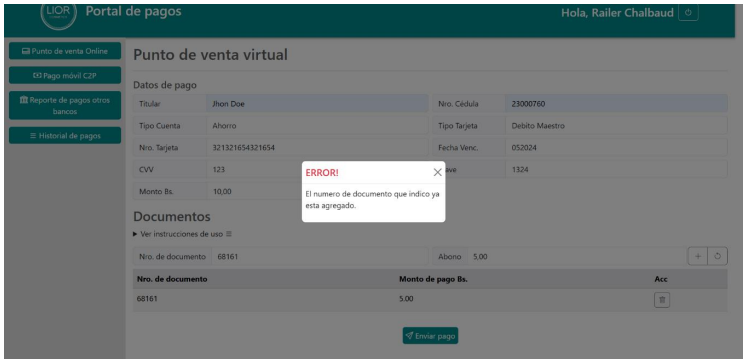 LIOR
COSMETICS
Portal de pagos
Hola, Railer Chalbaud
Punto de venta Online
Pago móvil C2P
Reporte de pagos otros
bancos
Historial de pagos
Punto de venta virtual
Datos de pago
Titular Jhon Doe Nro. Cédula 23000760
Tipo Cuenta Ahorro Tipo Tarjeta Debito Maestro
Nro. Tarjeta 321321654321654 Fecha Venc. 052024
CVV 123 ave 1324
Monto Bs. 10,00
ERROR!
El numero de documento que indico ya
esta agregado.
Documentos
Ver instrucciones de uso
Nro. de documento 68161 Abono 5,00
Nro. de documento Monto de pago Bs. Acc
68161 5.00
Enviar pago